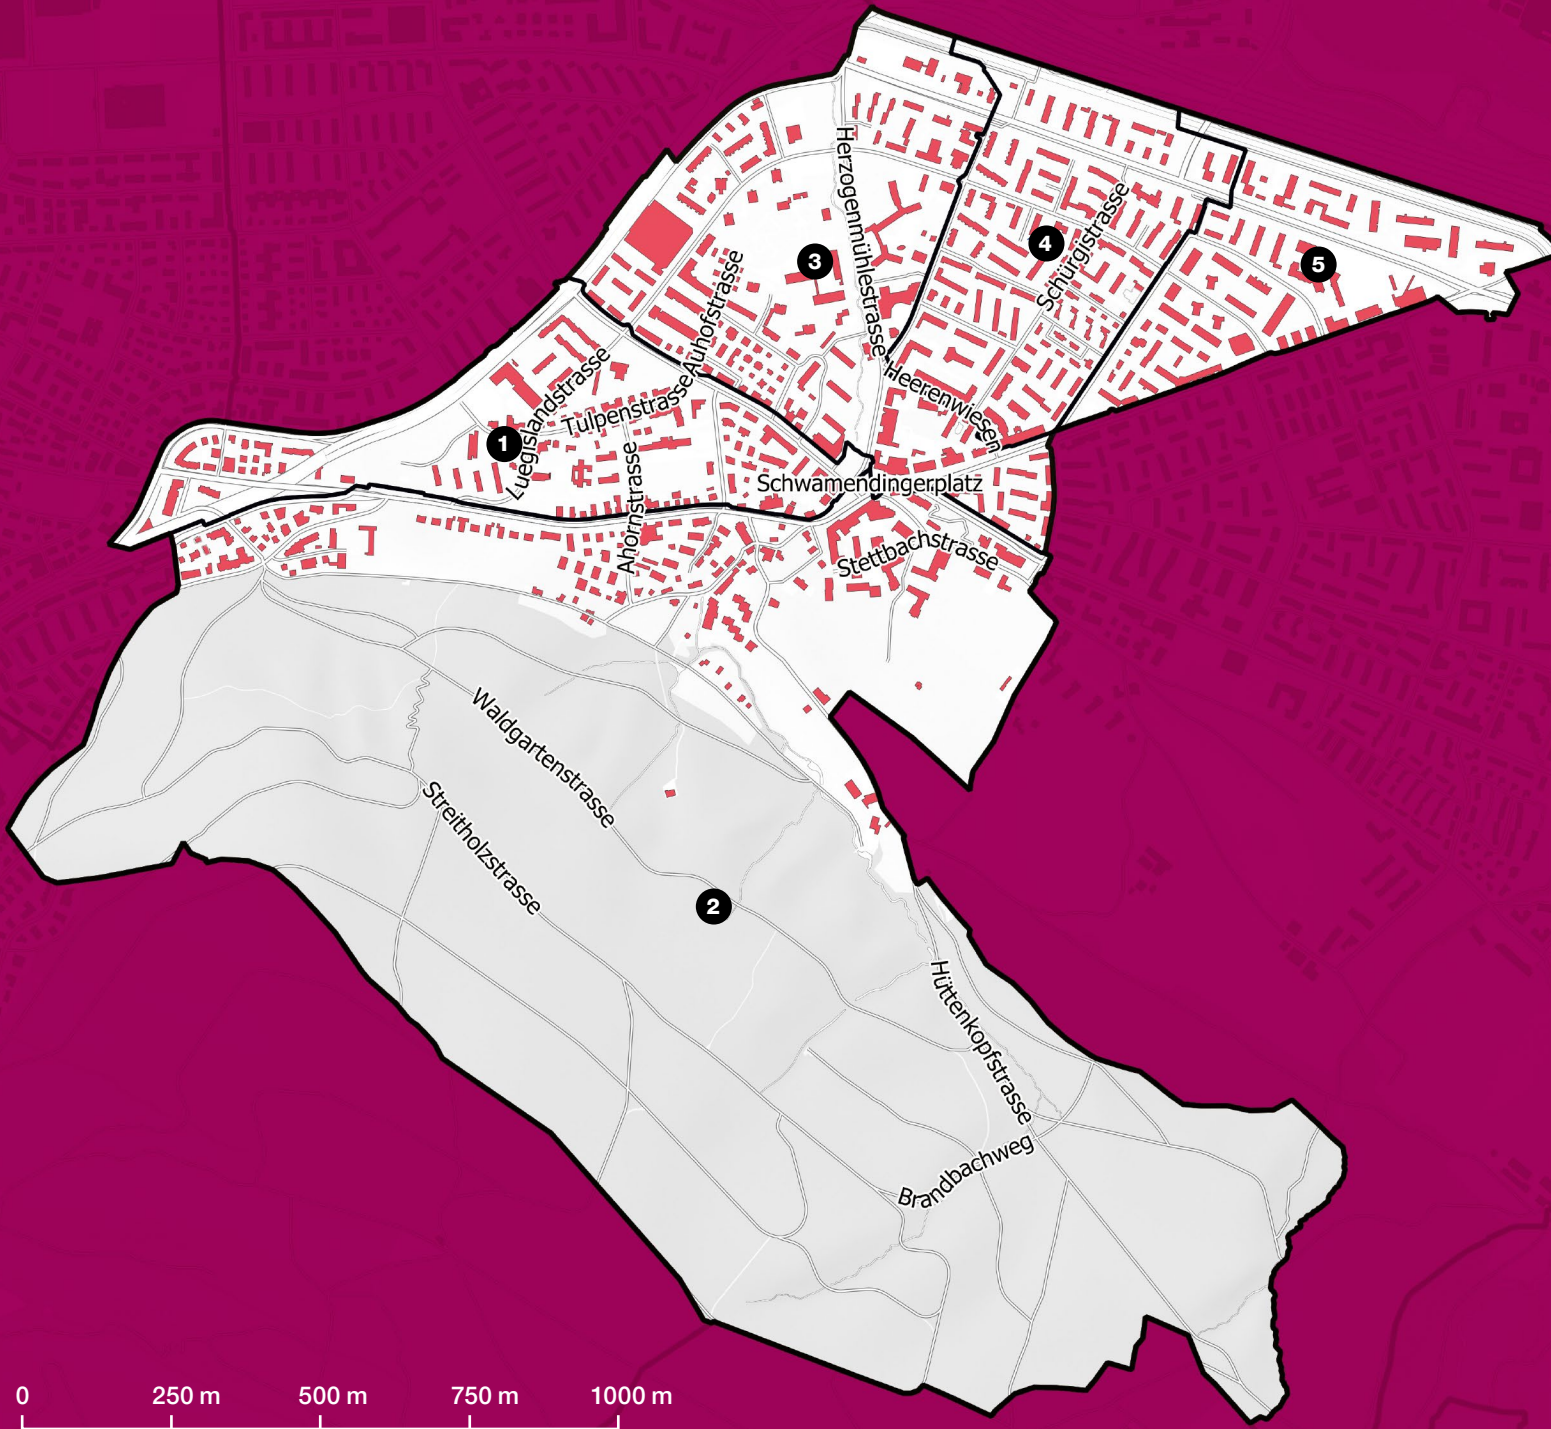 Herzogenmühlestrasse
4
Schürgistrasse
3
5
Auhofstrasse
Luegislandstrasse
Heerenwiesen
Tulpenstrasse
1
Ahornstrasse
Schwamendingerplatz
Stettbachstrasse
Waldgartenstrasse
Streitholzstrasse
2
Hüttenkopfstrasse
Brandbachweg
0 250 m 500 m 750 m 1000 m